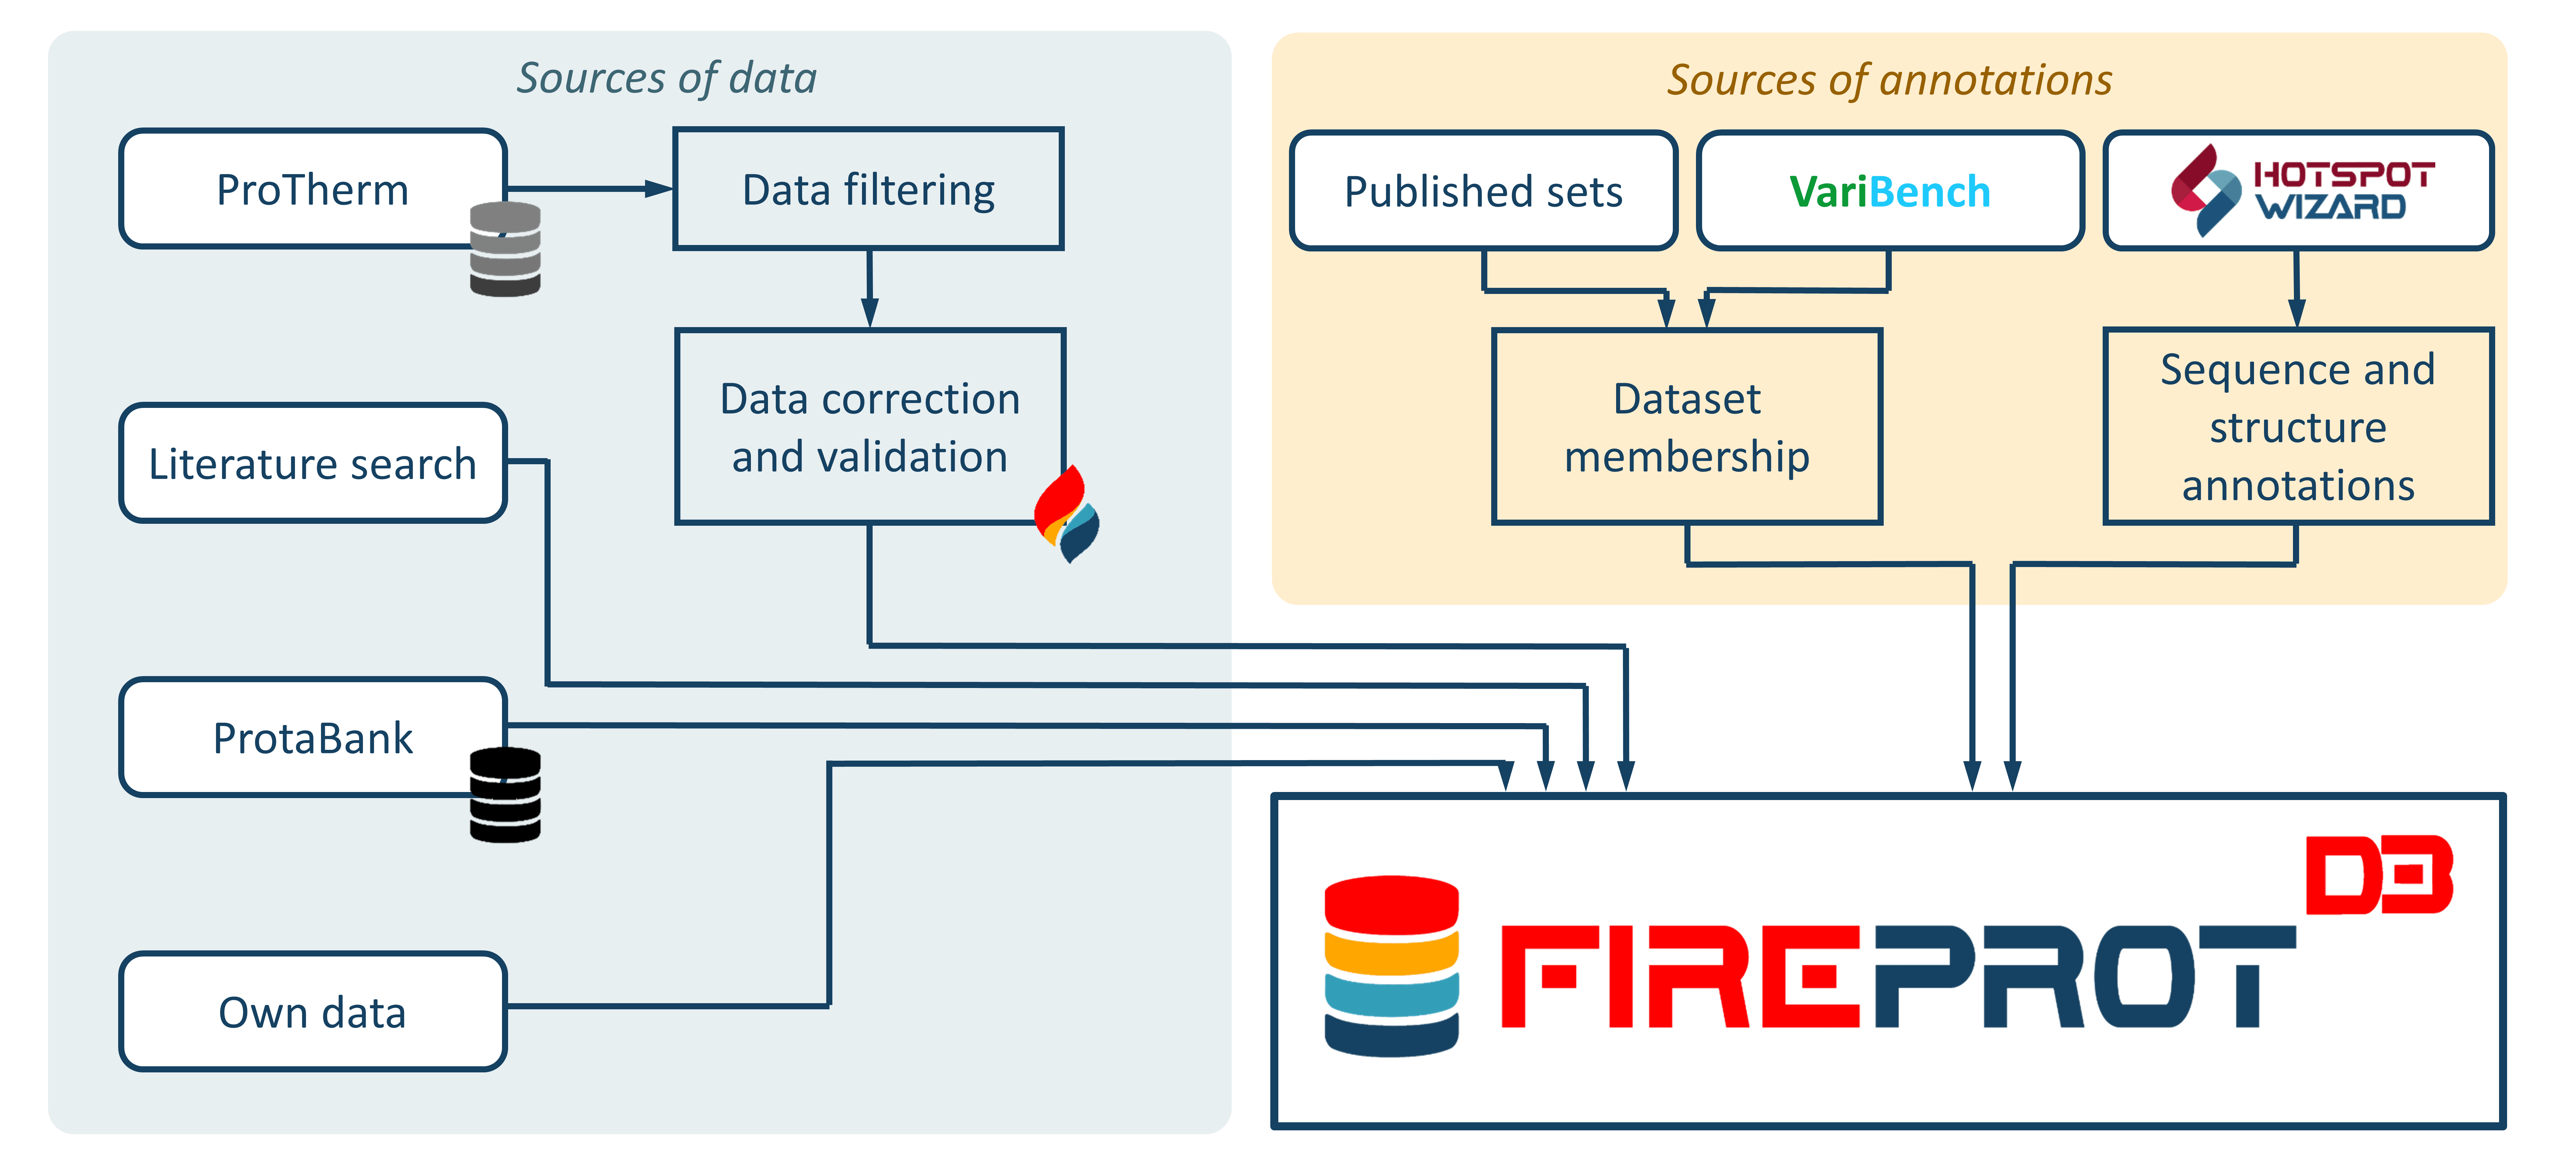 Sources of data
ProTherm
Data filtering
Literature search
Data correction
and validation
ProtaBank
Own data
Sources of annotations
Published sets
VariBench
HOTSPOT
WIZARD
Dataset
membership
Sequence and
structure
annotations
FIREPROT DB